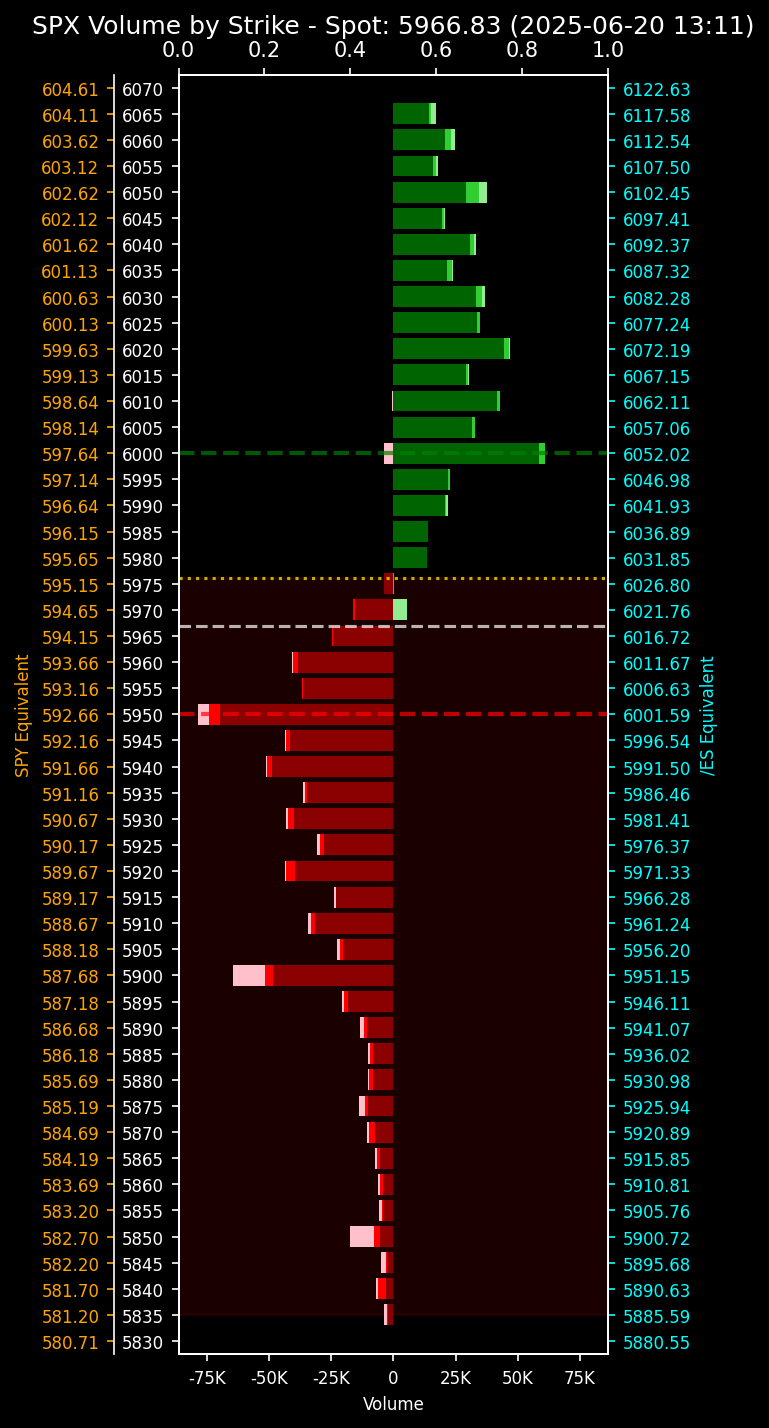 SPX Volume by Strike - Spot: 5966.83 (2025-06-20 13:11)
0.0 0.2 0.4 0.6 0.8 1.0
604.61 6070 6122.63
604.11 6065 6117.58
603.62 6060 6112.54
603.12 6055 6107.50
602.62 6050 6102.45
602.12 6045 6097.41
601.62 6040 6092.37
601.13 6035 6087.32
600.63 6030 6082.28
600.13 6025 6077.24
599.63 6020 6072.19
599.13 6015 6067.15
598.64 6010 6062.11
598.14 6005 6057.06
597.64 6000 6052.02
597.14 5995 6046.98
596.64 5990 6041.93
596.15 5985 6036.89
595.65 5980 6031.85
595.15 5975 6026.80
594.65 5970 6021.76
594.15 5965 6016.72
593.66 5960 6011.67
593.16 5955 6006.63
592.66 5950 6001.59
592.16 5945 5996.54
591.66 5940 5991.50
591.16 5935 5986.46
590.67 5930 5981.41
590.17 5925 5976.37
589.67 5920 5971.33
589.17 5915 5966.28
588.67 5910 5961.24
588.18 5905 5956.20
587.68 5900 5951.15
587.18 5895 5946.11
586.68 5890 5941.07
586.18 5885 5936.02
585.69 5880 5930.98
585.19 5875 5925.94
584.69 5870 5920.89
584.19 5865 5915.85
583.69 5860 5910.81
583.20 5855 5905.76
582.70 5850 5900.72
582.20 5845 5895.68
581.70 5840 5890.63
581.20 5835 5885.59
580.71 5830 5880.55
SPY Equivalent
/ES Equivalent
-75K -50K -25K 0 25K 50K 75K
Volume